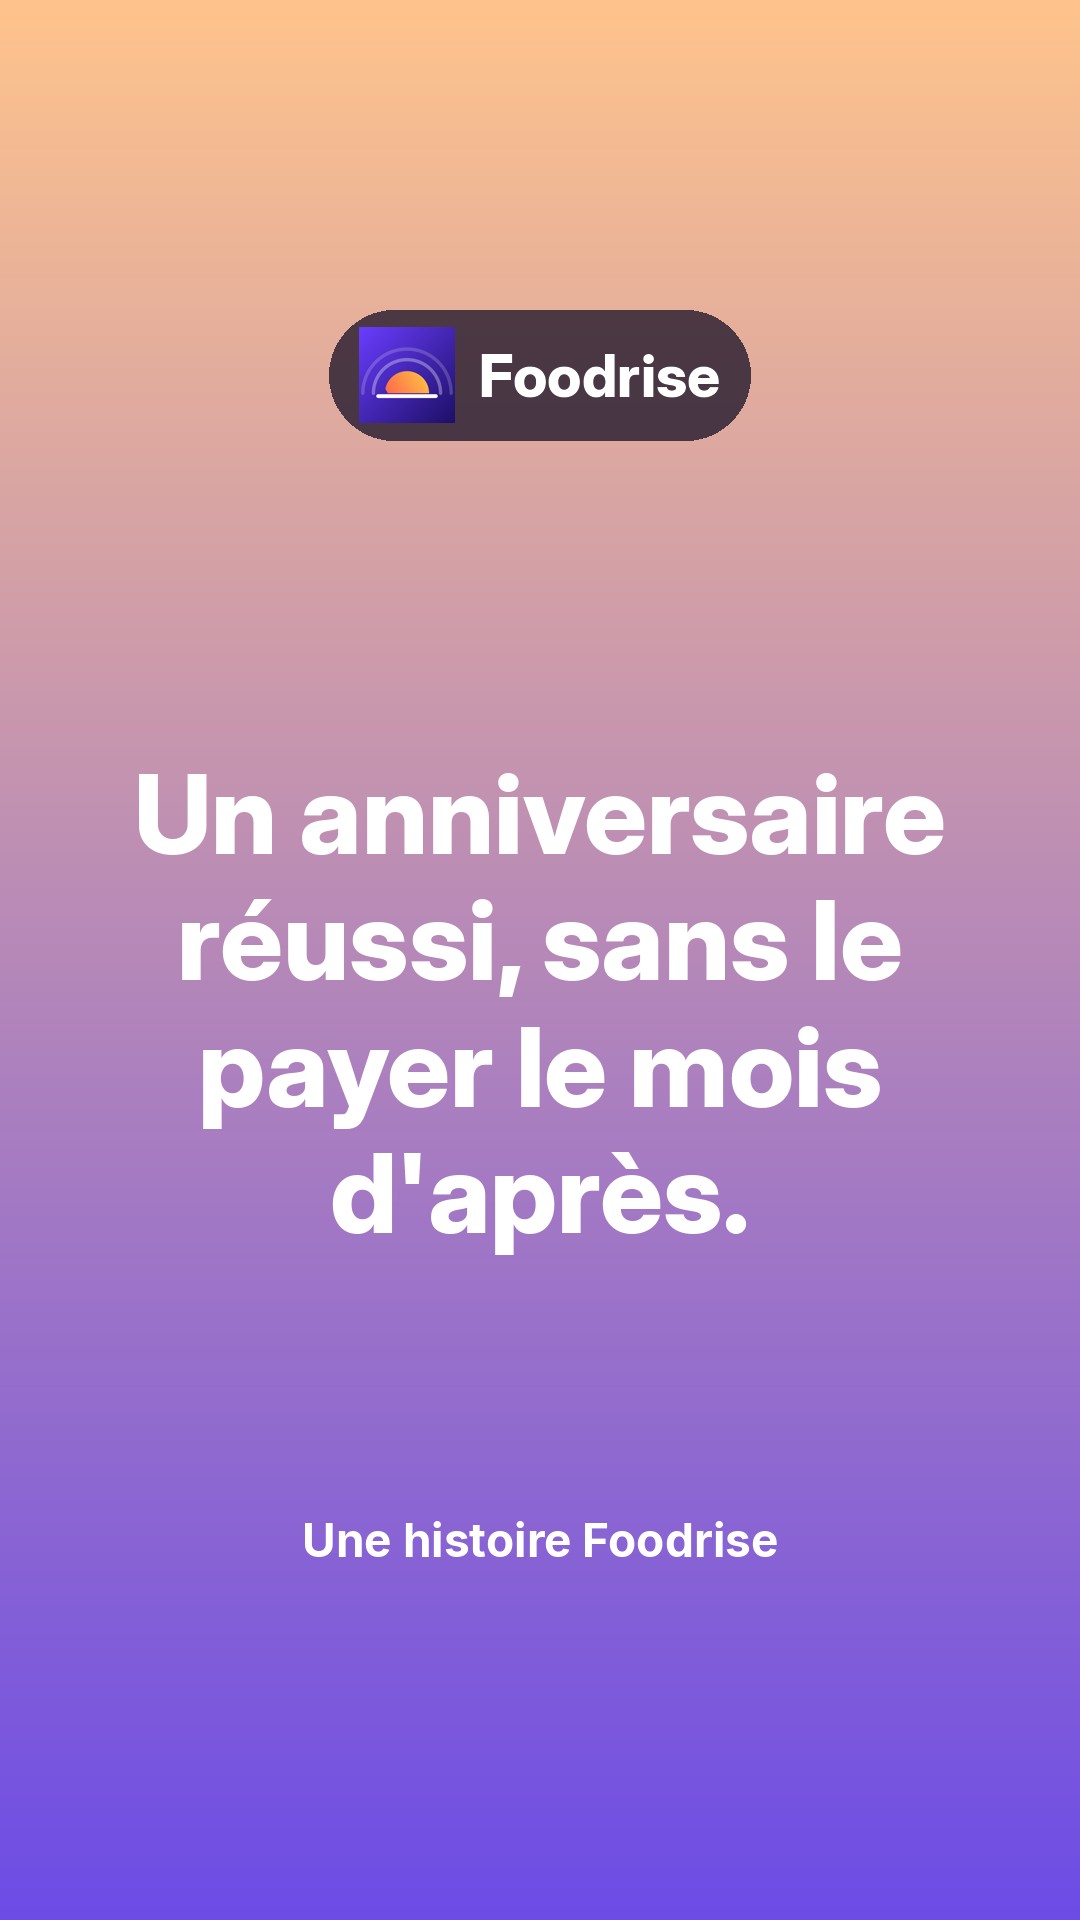 Foodrise
Un anniversaire
réussi, sans le
payer le mois
d'après.
Une histoire Foodrise